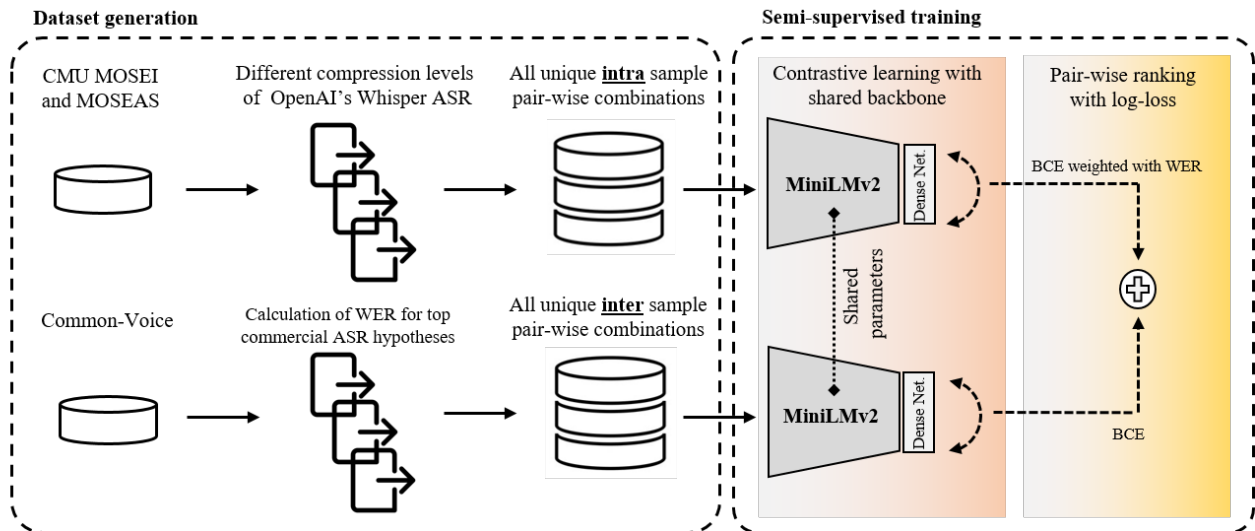 Dataset generation
Semi-supervised training
CMU MOSEI
and MOSEAS
Different compression levels
of OpenAI's Whisper ASR
All unique intra sample
pair-wise combinations
Contrastive learning with
shared backbone
Pair-wise ranking
with log-loss
MiniLMv2
Dense Net.
BCE weighted with WER
Shared
parameters
Common-Voice
Calculation of WER for top
commercial ASR hypotheses
All unique inter sample
pair-wise combinations
MiniLMv2
Dense Net.
BCE